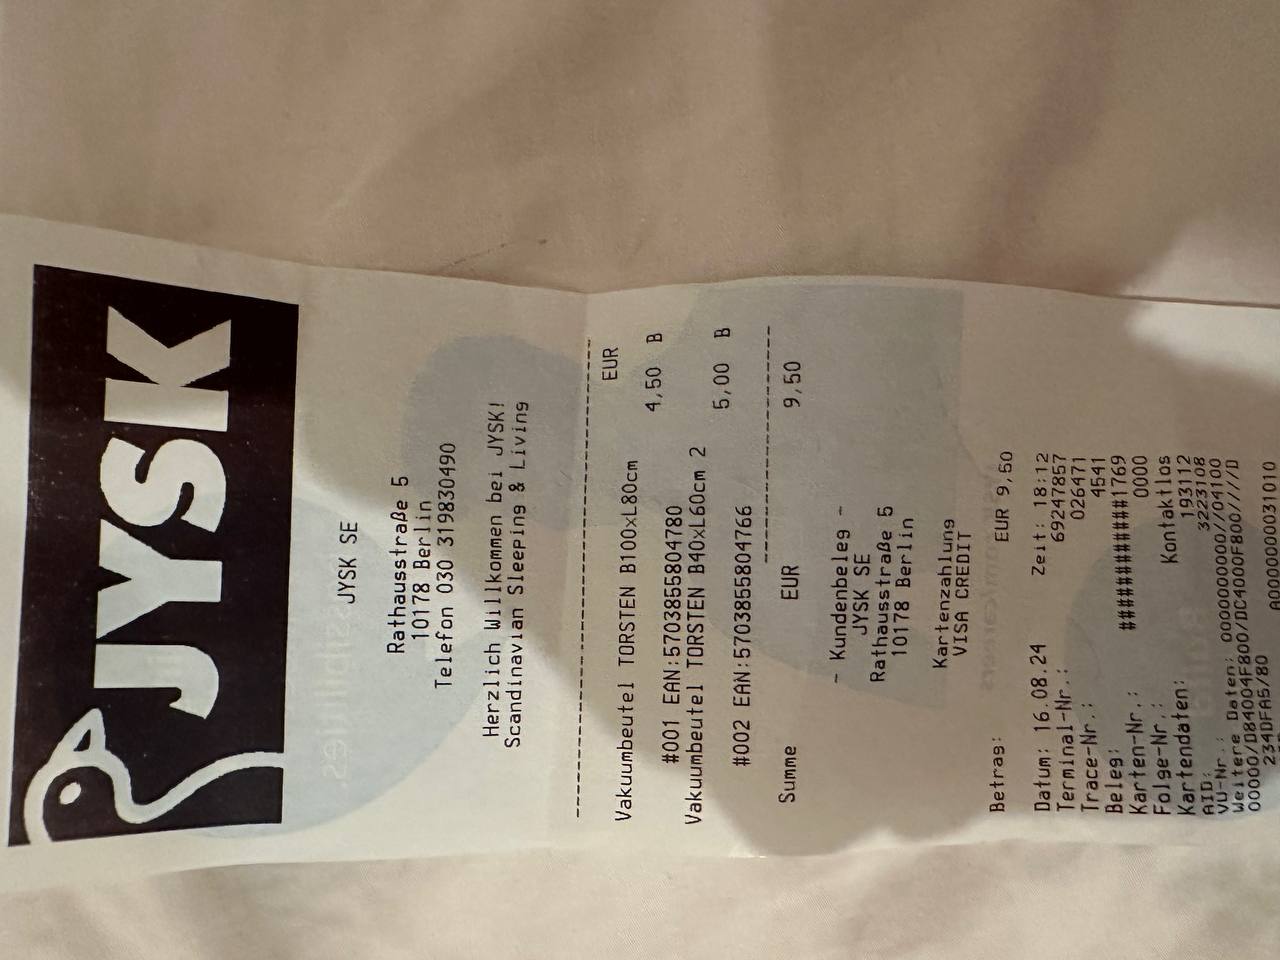 JYSK
JYSK SE
Rathausstraße 5
10178 Berlin
Telefon 030 319830490
Herzlich Willkommen bei JYSK!
Scandinavian Sleeping & Living
EUR
Vakuumbeutel TORSTEN B100xL80cm 4,50 B
#001 EAN:5703855804780
Vakuumbeutel TORSTEN B40xL60cm 2 5,00 B
#002 EAN:5703855804766
Summe EUR 9,50
- Kundenbeleg -
JYSK SE
Rathausstraße 5
10178 Berlin
Kartenzahlung
VISA CREDIT
Betrag: EUR 9,50
Datum: 16.08.24 Zeit: 18:12
Terminal-Nr.: 69247857
Trace-Nr.: 026471
Beleg: 4541
Karten-Nr.: ############1769
Folge-Nr.: 0000
Kartendaten: Kontaktlos
AID: 193112
VU-Nr.: 3223108
Weitere Daten: 0000000000//04100
00000/D84004F800/DC4000F800////D
234DFA5/80
A0000000031010